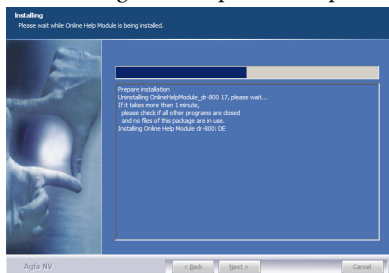 Installing
Please wait while Online Help Module is being installed.
Prepare installation
Uninstalling OnlineHelpModule_dr-800 17, please wait...
If it takes more than 1 minute,
please check if all other programs are closed
and no files of this package are in use.
Installing Online Help Module dr-800: DE
Agfa NV
< Back
Next >
Cancel